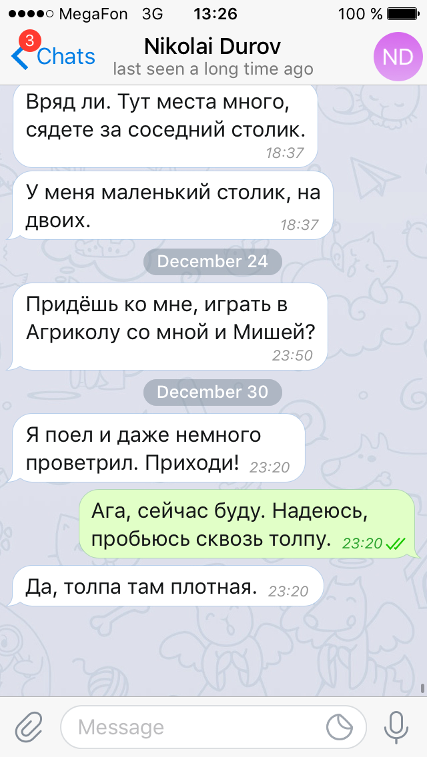 MegaFon 3G 13:26 100 %
3
Chats
Nikolai Durov
last seen a long time ago
ND
Вряд ли. Тут места много,
сядете за соседний столик.
18:37
У меня маленький столик, на
двоих. 18:37
December 24
Придёшь ко мне, играть в
Агриколу со мной и Мишей?
23:50
December 30
Я поел и даже немного
проветрил. Приходи! 23:20
Ага, сейчас буду. Надеюсь,
пробьюсь сквозь толпу. 23:20
Да, толпа там плотная. 23:20
Message